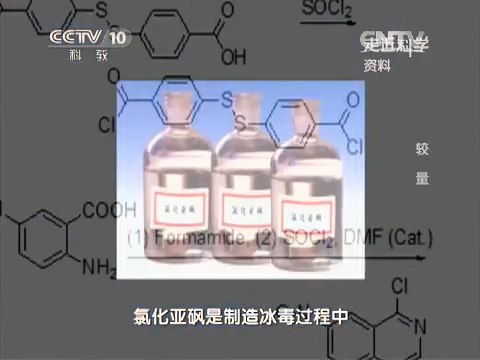 SOCl₂
CCTV 10
科教
CNTV
走近科学
资料
OH
O
S
S
O
O
S
S
Cl
Cl
较量
氯化亚砜
氯化亚砜
氯化亚砜
COOH
NH₂
(1) Formamide, (2) SOCl₂, DMF (Cat.)
Cl
N
氯化亚砜是制造冰毒过程中